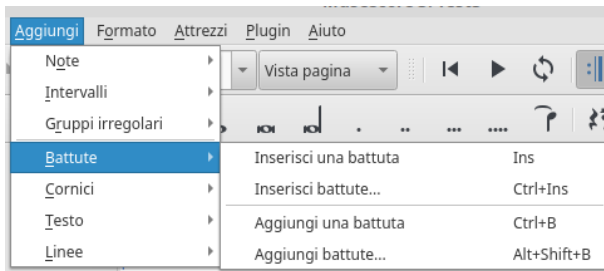 Aggiungi Formato Attrezzi Plugin Aiuto
Note
Vista pagina
Intervalli
Gruppi irregolari
Battute
Inserisci una battuta Ins
Cornici
Inserisci battute... Ctrl+Ins
Testo
Aggiungi una battuta Ctrl+B
Linee
Aggiungi battute... Alt+Shift+B